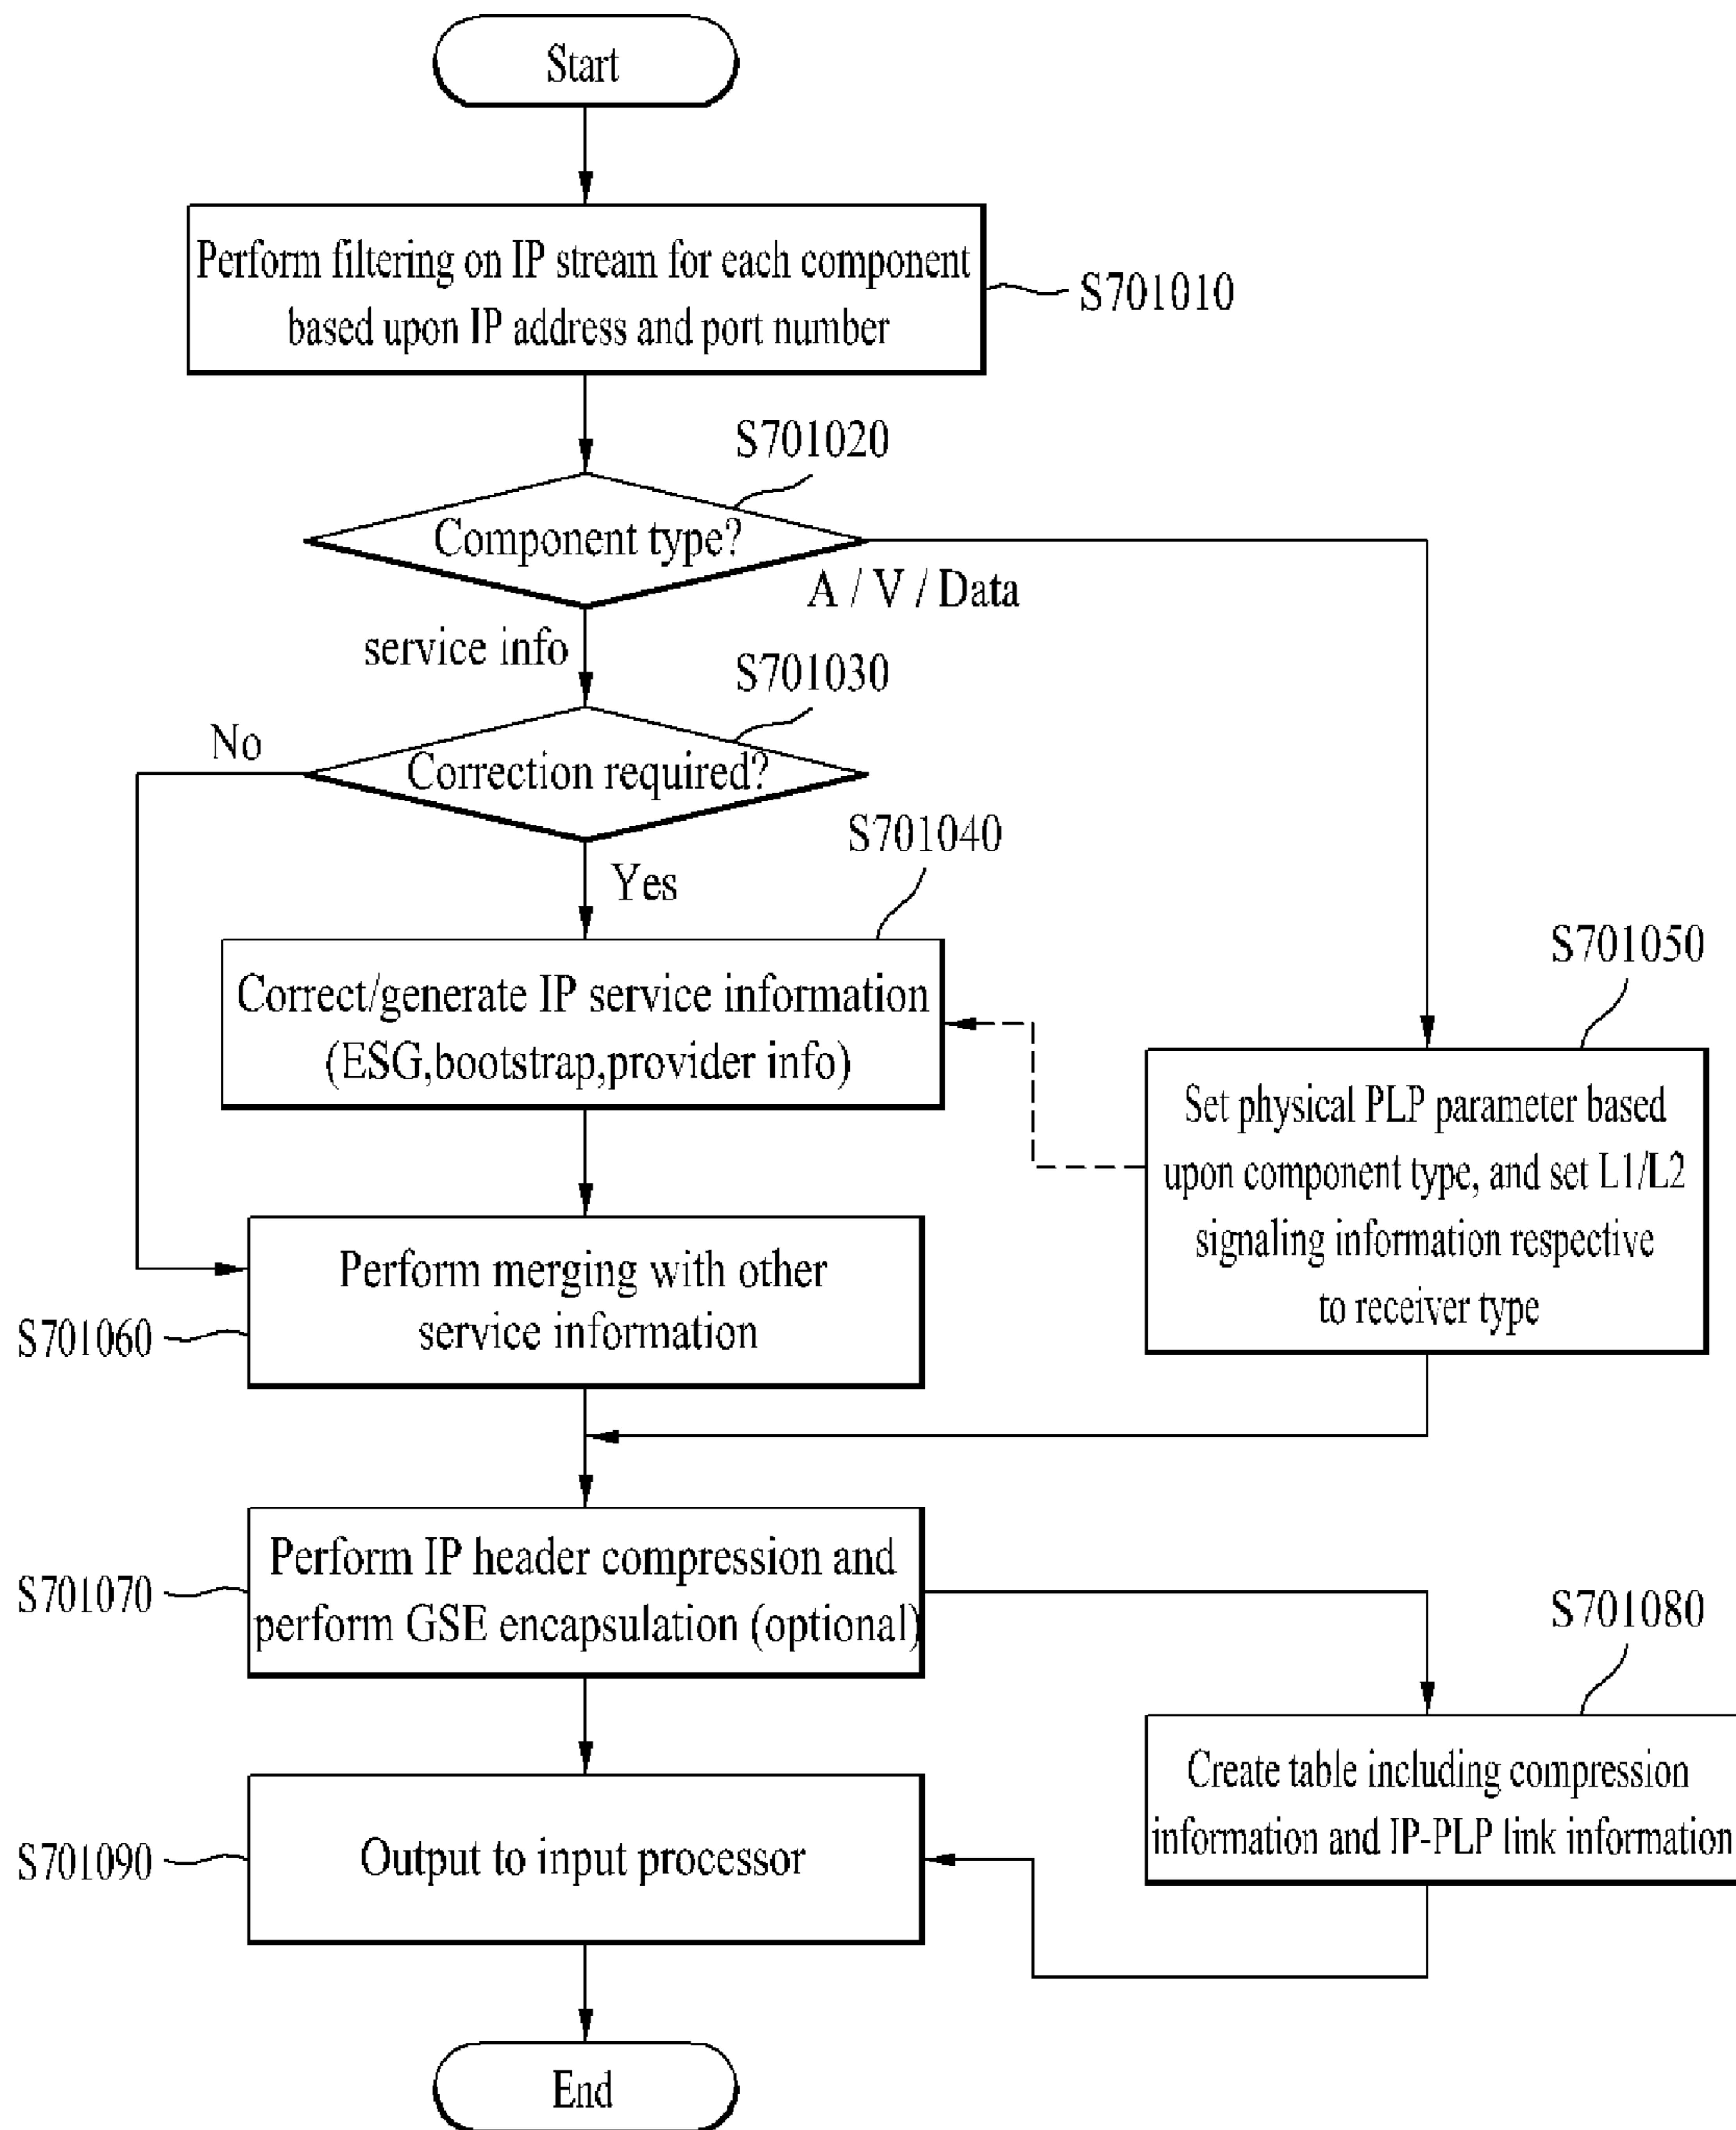 Start
Perform filtering on IP stream for each component
based upon IP address and port number
S701010
S701020
Component type?
A / V / Data
service info
S701030
No
Correction required?
S701040
Yes
S701050
Correct/generate IP service information
(ESG,bootstrap,provider info)
Set physical PLP parameter based
upon component type, and set L1/L2
signaling information respective
to receiver type
Perform merging with other
service information
S701060
Perform IP header compression and
perform GSE encapsulation (optional)
S701070
S701080
Create table including compression
information and IP-PLP link information
Output to input processor
S701090
End